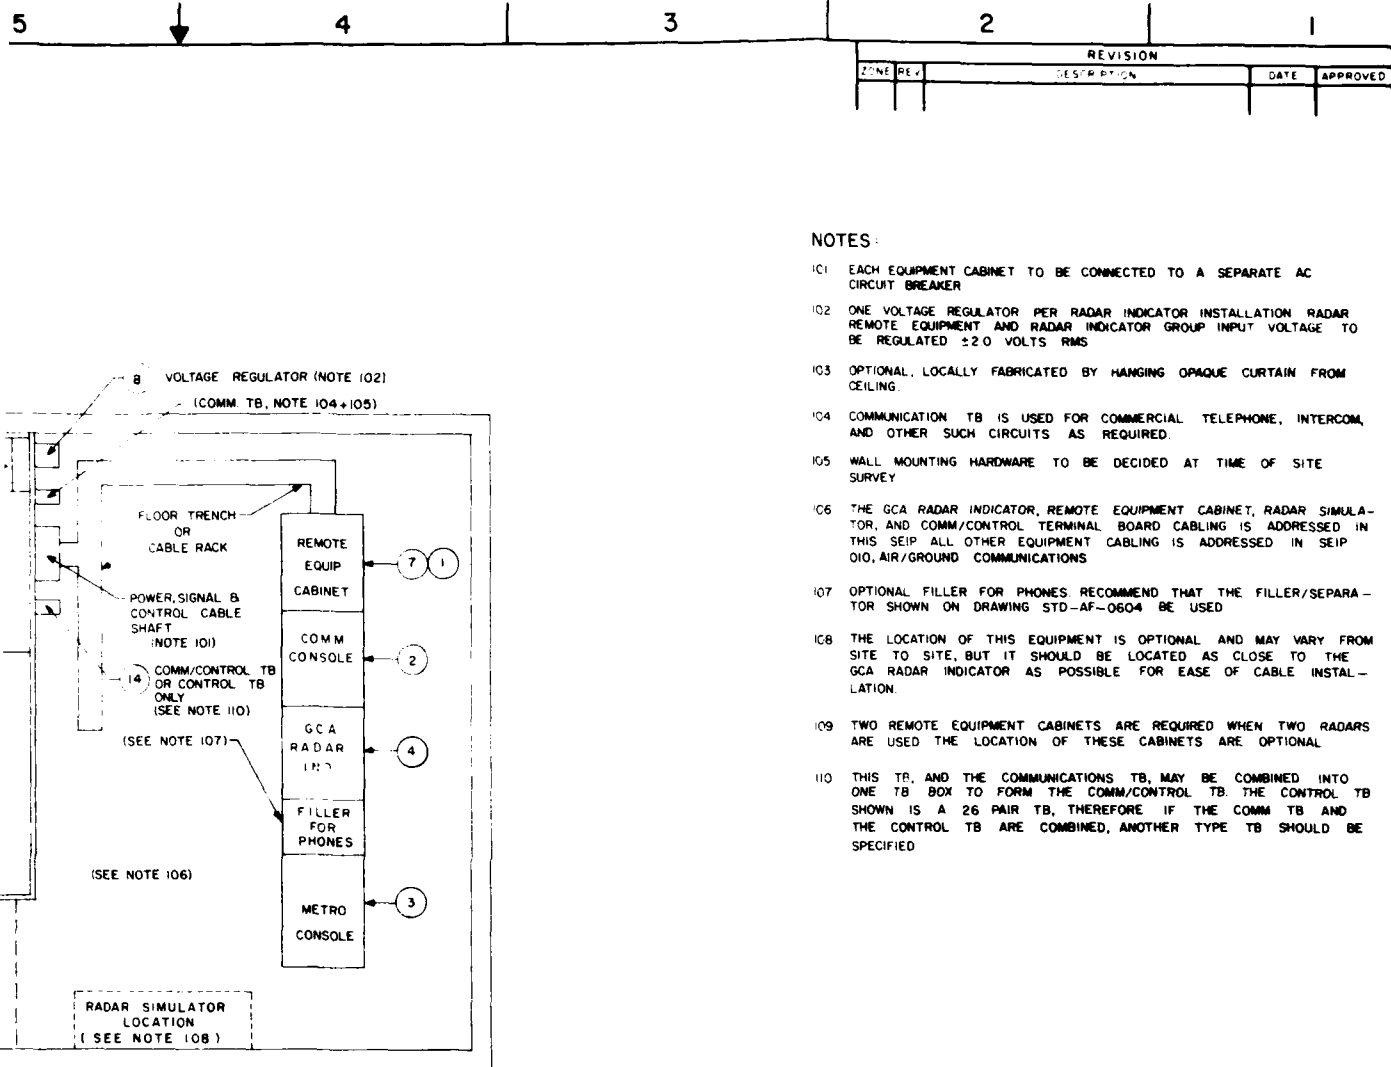 5 4 3 2 1
REVISION
ZONE REV DESCRIPTION DATE APPROVED
NOTES:
101 EACH EQUIPMENT CABINET TO BE CONNECTED TO A SEPARATE AC
CIRCUIT BREAKER
102 ONE VOLTAGE REGULATOR PER RADAR INDICATOR INSTALLATION RADAR
REMOTE EQUIPMENT AND RADAR INDICATOR GROUP INPUT VOLTAGE TO
BE REGULATED ±2.0 VOLTS RMS
103 OPTIONAL, LOCALLY FABRICATED BY HANGING OPAQUE CURTAIN FROM
CEILING.
104 COMMUNICATION TB IS USED FOR COMMERCIAL TELEPHONE, INTERCOM,
AND OTHER SUCH CIRCUITS AS REQUIRED.
105 WALL MOUNTING HARDWARE TO BE DECIDED AT TIME OF SITE
SURVEY
106 THE GCA RADAR INDICATOR, REMOTE EQUIPMENT CABINET, RADAR SIMULA-
TOR, AND COMM/CONTROL TERMINAL BOARD CABLING IS ADDRESSED IN
THIS SEIP ALL OTHER EQUIPMENT CABLING IS ADDRESSED IN SEIP
010, AIR/GROUND COMMUNICATIONS
107 OPTIONAL FILLER FOR PHONES. RECOMMEND THAT THE FILLER/SEPARA-
TOR SHOWN ON DRAWING STD-AF-0604 BE USED
108 THE LOCATION OF THIS EQUIPMENT IS OPTIONAL AND MAY VARY FROM
SITE TO SITE, BUT IT SHOULD BE LOCATED AS CLOSE TO THE
GCA RADAR INDICATOR AS POSSIBLE FOR EASE OF CABLE INSTAL-
LATION.
109 TWO REMOTE EQUIPMENT CABINETS ARE REQUIRED WHEN TWO RADARS
ARE USED THE LOCATION OF THESE CABINETS ARE OPTIONAL
110 THIS TB, AND THE COMMUNICATIONS TB, MAY BE COMBINED INTO
ONE TB BOX TO FORM THE COMM/CONTROL TB. THE CONTROL TB
SHOWN IS A 26 PAIR TB, THEREFORE IF THE COMM TB AND
THE CONTROL TB ARE COMBINED, ANOTHER TYPE TB SHOULD BE
SPECIFIED
8 VOLTAGE REGULATOR (NOTE 102)
(COMM. TB, NOTE 104+105)
FLOOR TRENCH
OR
CABLE RACK
POWER, SIGNAL &
CONTROL CABLE
SHAFT
(NOTE 101)
14 COMM/CONTROL TB
OR CONTROL TB
ONLY
(SEE NOTE 110)
(SEE NOTE 107)
REMOTE
EQUIP
CABINET
7 1
COMM
CONSOLE
2
GCA
RADAR
IND
4
FILLER
FOR
PHONES
METRO
CONSOLE
3
(SEE NOTE 106)
RADAR SIMULATOR
LOCATION
(SEE NOTE 108)